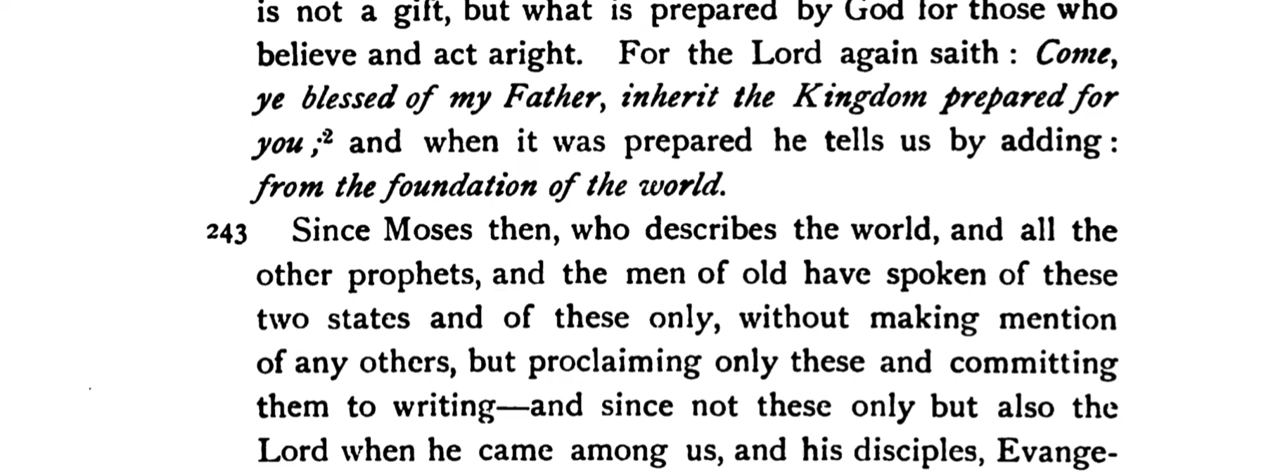 is not a gift, but what is prepared by God for those who
believe and act aright. For the Lord again saith : Come,
ye blessed of my Father, inherit the Kingdom prepared for
you ;2 and when it was prepared he tells us by adding :
from the foundation of the world.
243 Since Moses then, who describes the world, and all the
other prophets, and the men of old have spoken of these
two states and of these only, without making mention
of any others, but proclaiming only these and committing
them to writing—and since not these only but also the
Lord when he came among us, and his disciples, Evange-